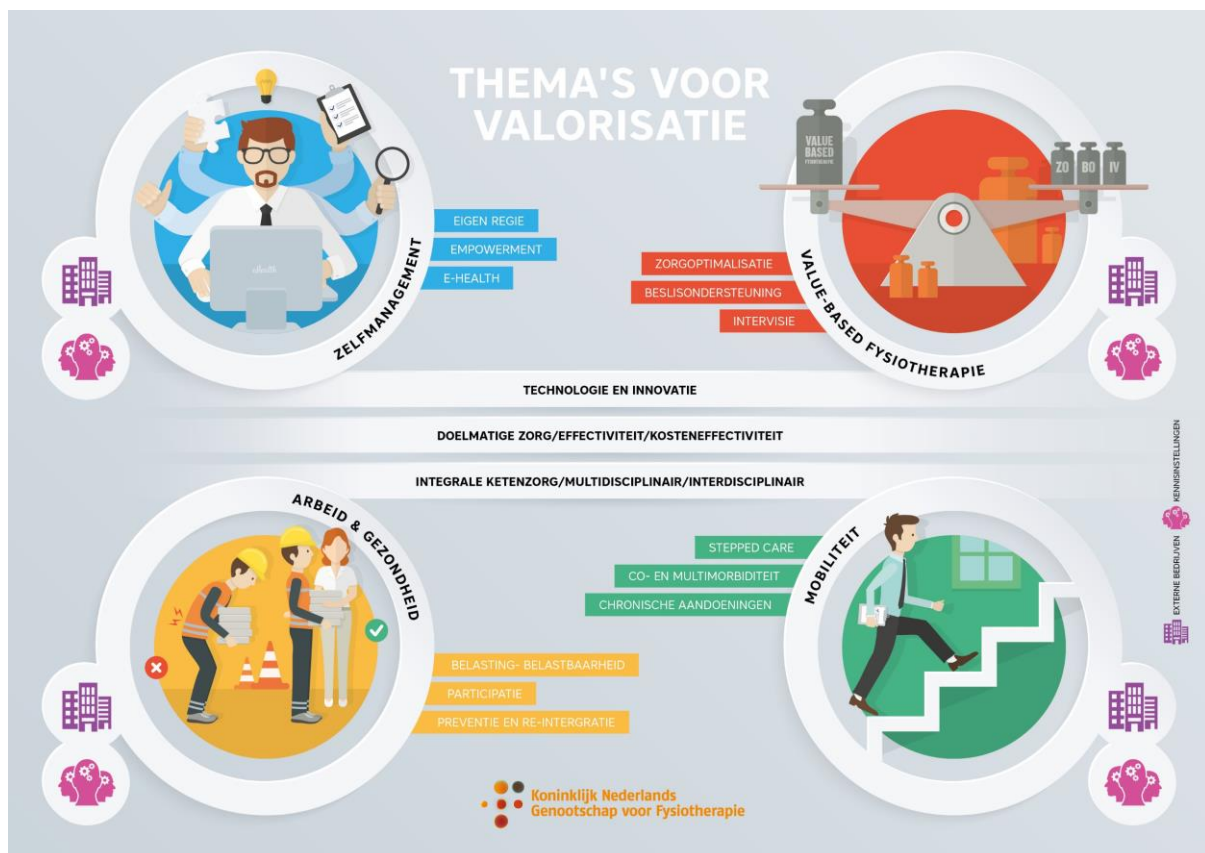 THEMA'S VOOR
VALORISATIE
eHealth
ZELFMANAGEMENT
EIGEN REGIE
EMPOWERMENT
E-HEALTH
VALUE
BASED
FYSIOTHERAPIE
ZO BO IV
VALUE-BASED FYSIOTHERAPIE
ZORGOPTIMALISATIE
BESLISONDERSTEUNING
INTERVISIE
TECHNOLOGIE EN INNOVATIE
DOELMATIGE ZORG/EFFECTIVITEIT/KOSTENEFFECTIVITEIT
INTEGRALE KETENZORG/MULTIDISCIPLINAIR/INTERDISCIPLINAIR
ARBEID & GEZONDHEID
BELASTING- BELASTBAARHEID
PARTICIPATIE
PREVENTIE EN RE-INTERGRATIE
MOBILITEIT
STEPPED CARE
CO- EN MULTIMORBIDITEIT
CHRONISCHE AANDOENINGEN
EXTERNE BEDRIJVEN
KENNISINSTELLINGEN
Koninklijk Nederlands
Genootschap voor Fysiotherapie